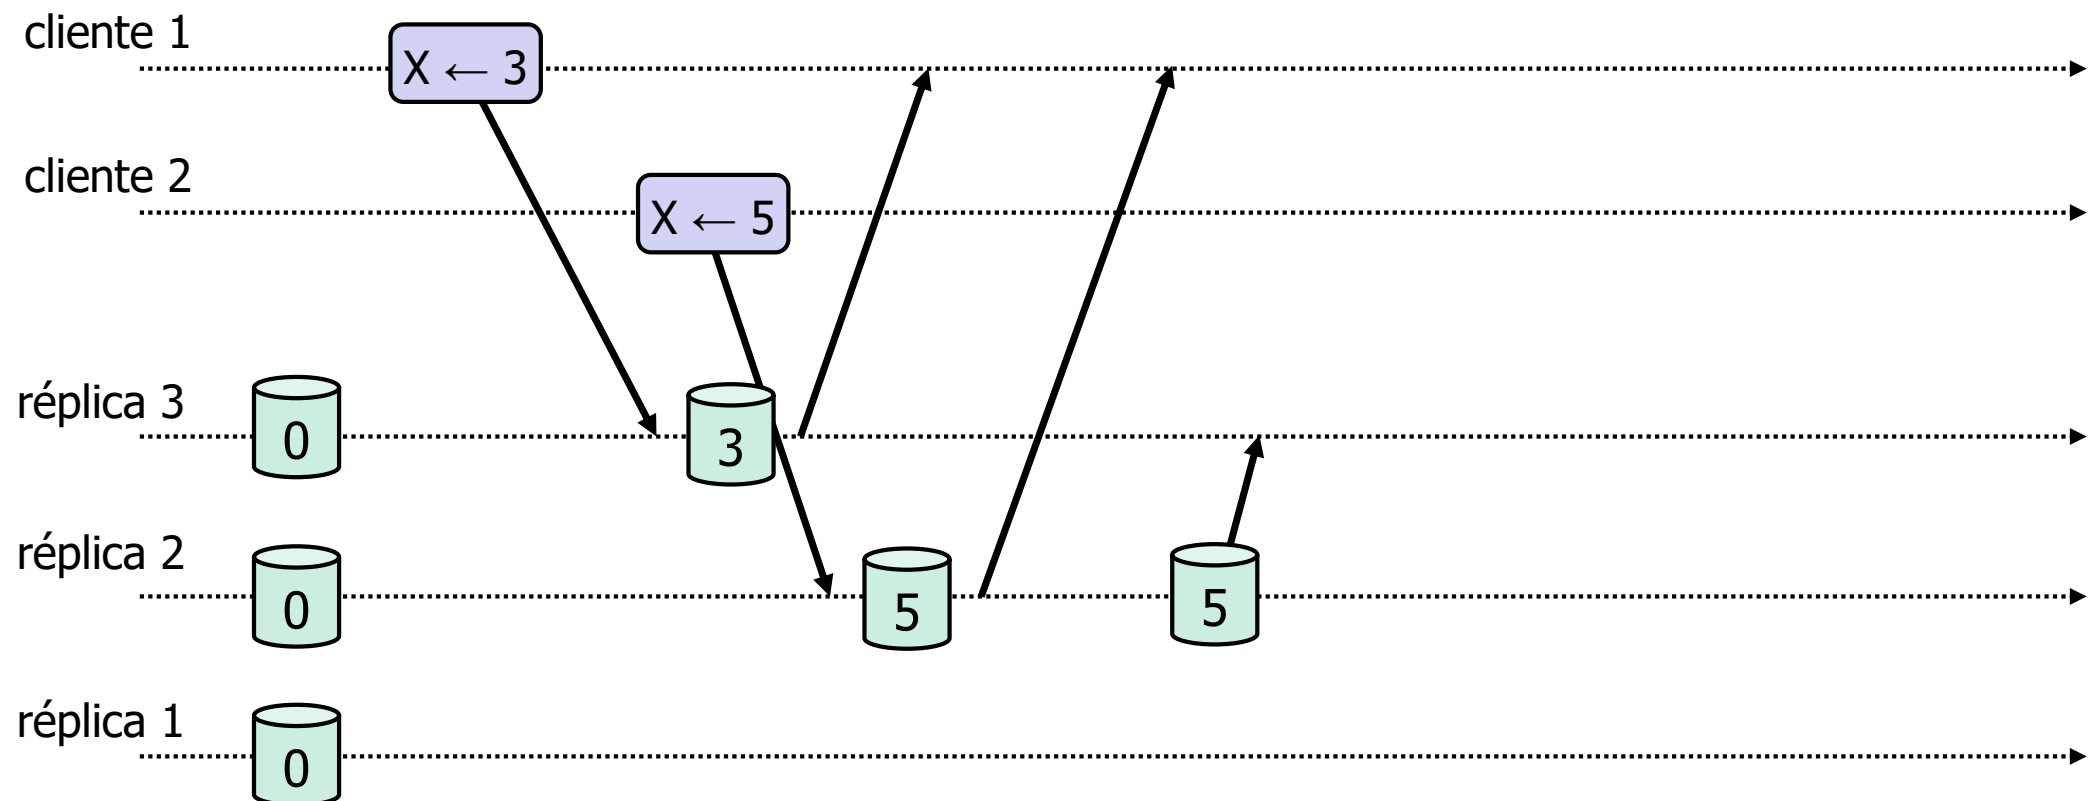 cliente 1
X ← 3
cliente 2
X ← 5
réplica 3
0
3
réplica 2
0
5
5
réplica 1
0